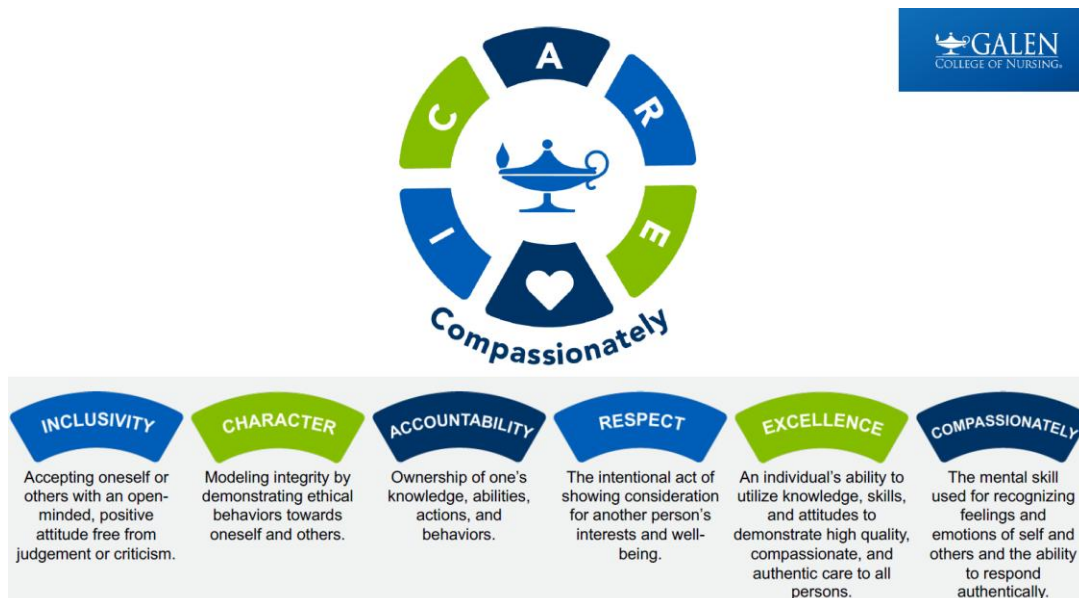 GALEN
COLLEGE OF NURSING®
I C A R E
Compassionately
INCLUSIVITY
Accepting oneself or
others with an open-
minded, positive
attitude free from
judgement or criticism.
CHARACTER
Modeling integrity by
demonstrating ethical
behaviors towards
oneself and others.
ACCOUNTABILITY
Ownership of one's
knowledge, abilities,
actions, and
behaviors.
RESPECT
The intentional act of
showing consideration
for another person's
interests and well-
being.
EXCELLENCE
An individual's ability to
utilize knowledge, skills,
and attitudes to
demonstrate high quality,
compassionate, and
authentic care to all
persons.
COMPASSIONATELY
The mental skill
used for recognizing
feelings and
emotions of self and
others and the ability
to respond
authentically.